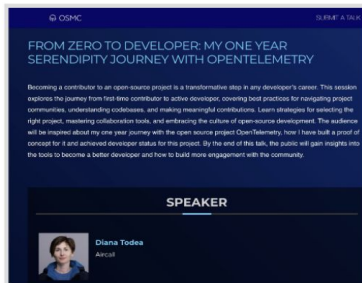 OSMC
SUBMIT A TALK
FROM ZERO TO DEVELOPER: MY ONE YEAR
SERENDIPITY JOURNEY WITH OPENTELEMETRY
Becoming a contributor to an open-source project is a transformative step in any developer's career. This session
explores the journey from first-time contributor to active developer, covering best practices for navigating project
communities, understanding codebases, and making meaningful contributions. Learn strategies for selecting the
right project, mastering collaboration tools, and embracing the culture of open-source development. The audience
will be inspired about my one year journey with the open source project OpenTelemetry, how I have built a proof of
concept for it and achieved developer status for this project. By the end of this talk, the public will gain insights into
the tools to become a better developer and how to build more engagement with the community.
SPEAKER
Diana Todea
Aircall